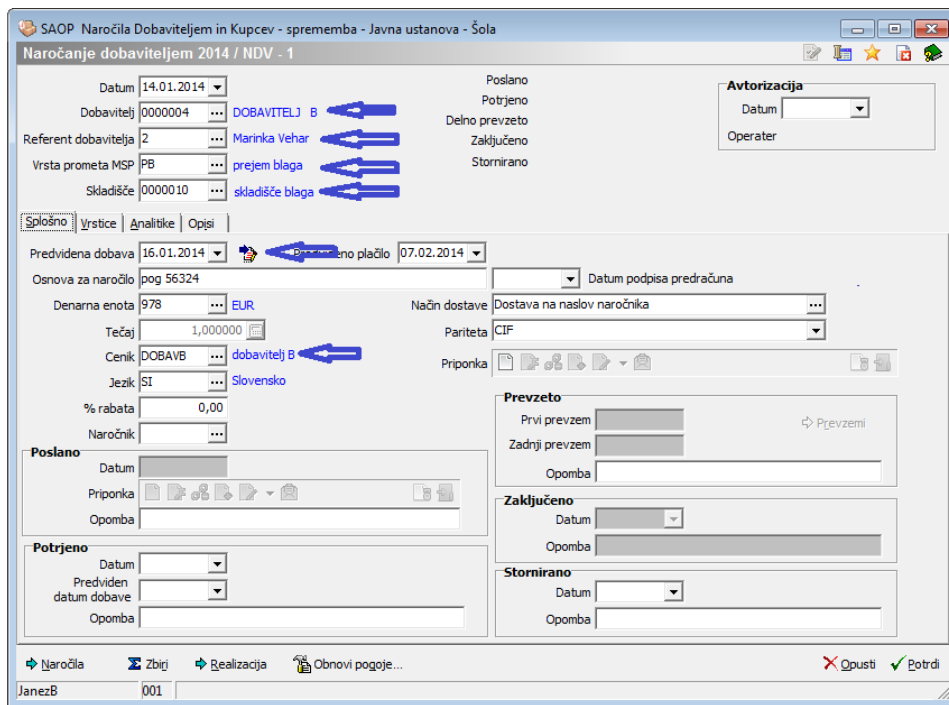 SAOP Naročila Dobaviteljem in Kupcev - sprememba - Javna ustanova - Šola
Naročanje dobaviteljem 2014 / NDV - 1
Datum 14.01.2014
Dobavitelj 0000004 ... DOBAVITELJ B
Referent dobavitelja 2 ... Marinka Vehar
Vrsta prometa MSP PB ... prejem blaga
Skladišče 0000010 ... skladišče blaga
Poslano
Potrjeno
Delno prevzeto
Zaključeno
Stornirano
Avtorizacija
Datum
Operater
Splošno Vrstice Analitike Opisi
Predvidena dobava 16.01.2014 plačilo 07.02.2014
Osnova za naročilo pog 56324 Datum podpisa predračuna
Denarna enota 978 ... EUR Način dostave Dostava na naslov naročnika ...
Tečaj 1,000000 Pariteta CIF
Cenik DOBAVB ... dobavitelj B Priponka
Jezik SI ... Slovensko
% rabata 0,00
Naročnik ...
Poslano
Datum
Priponka
Opomba
Potrjeno
Datum
Predviden
datum dobave
Opomba
Prevzeto
Prvi prevzem Prevzemi
Zadnji prevzem
Opomba
Zaključeno
Datum
Opomba
Stornirano
Datum
Opomba
Naročila Zbiri Realizacija Obnovi pogoje... Opusti Potrdi
JanezB 001